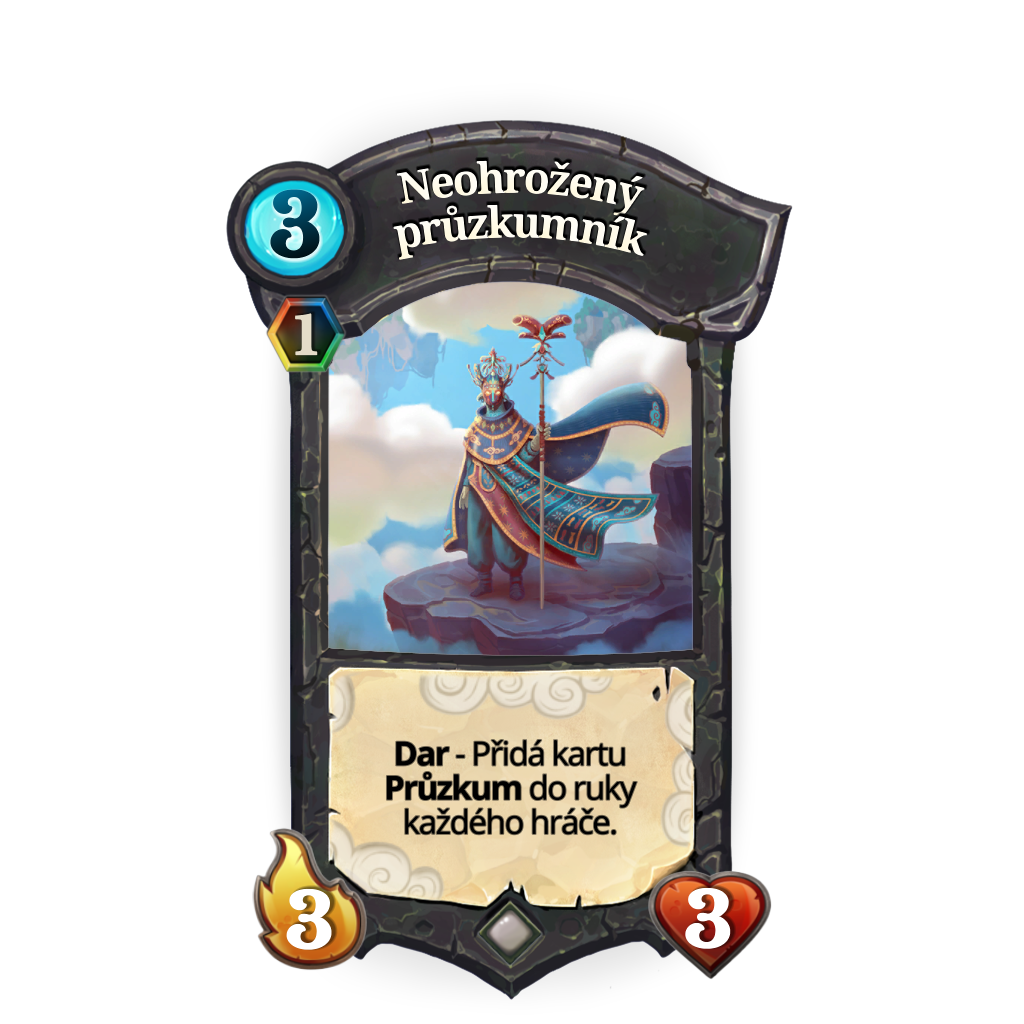 3
Neohrožený
průzkumník
1
Dar - Přidá kartu
Průzkum do ruky
každého hráče.
3
3